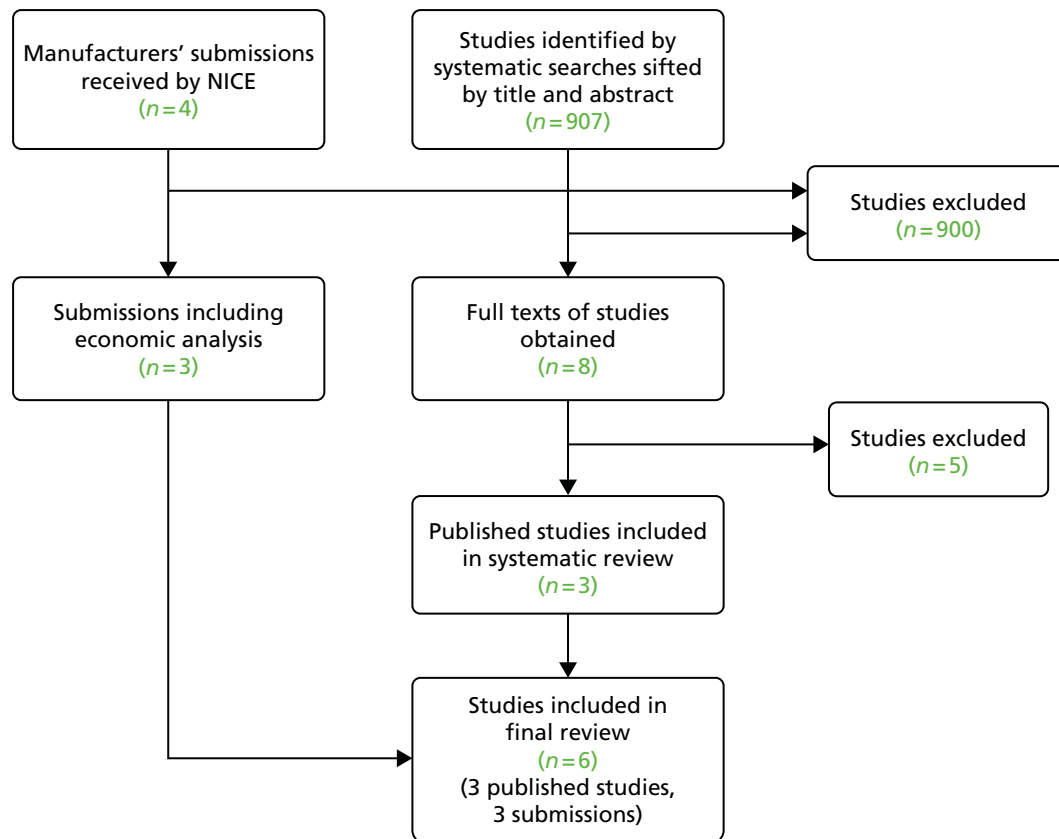 Manufacturers’ submissions
received by NICE
(n=4)
Studies identified by
systematic searches sifted
by title and abstract
(n=907)
Studies excluded
(n=900)
Submissions including
economic analysis
(n=3)
Full texts of studies
obtained
(n=8)
Studies excluded
(n=5)
Published studies included
in systematic review
(n=3)
Studies included in
final review
(n=6)
(3 published studies,
3 submissions)